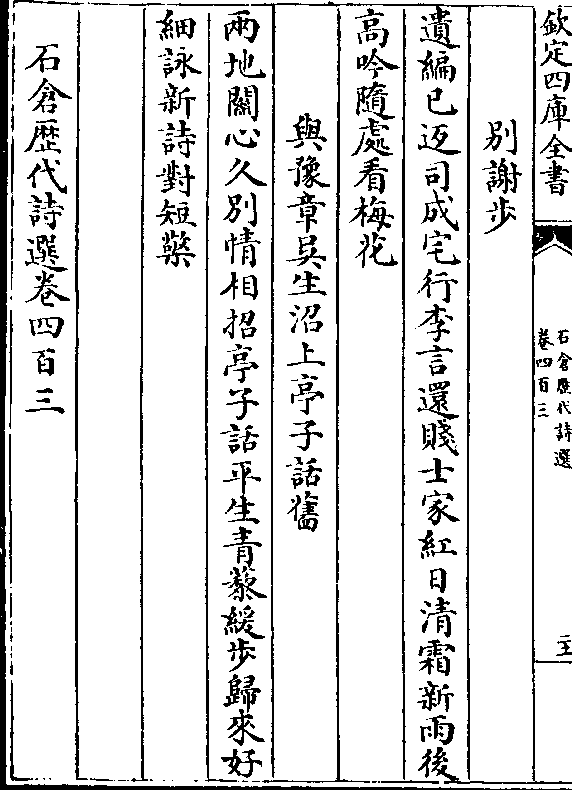 欽定四庫全書
石倉歴代詩選
卷四百三
別謝步
遺編已返司成宅行李言還賤士家紅日清霜新雨後
高吟隨處看梅花
與豫章吳生沼上亭子話舊
兩地關心久別情相招亭子話平生青藜緩步歸來好
細詠新詩對短檠
石倉歴代詩選卷四百三